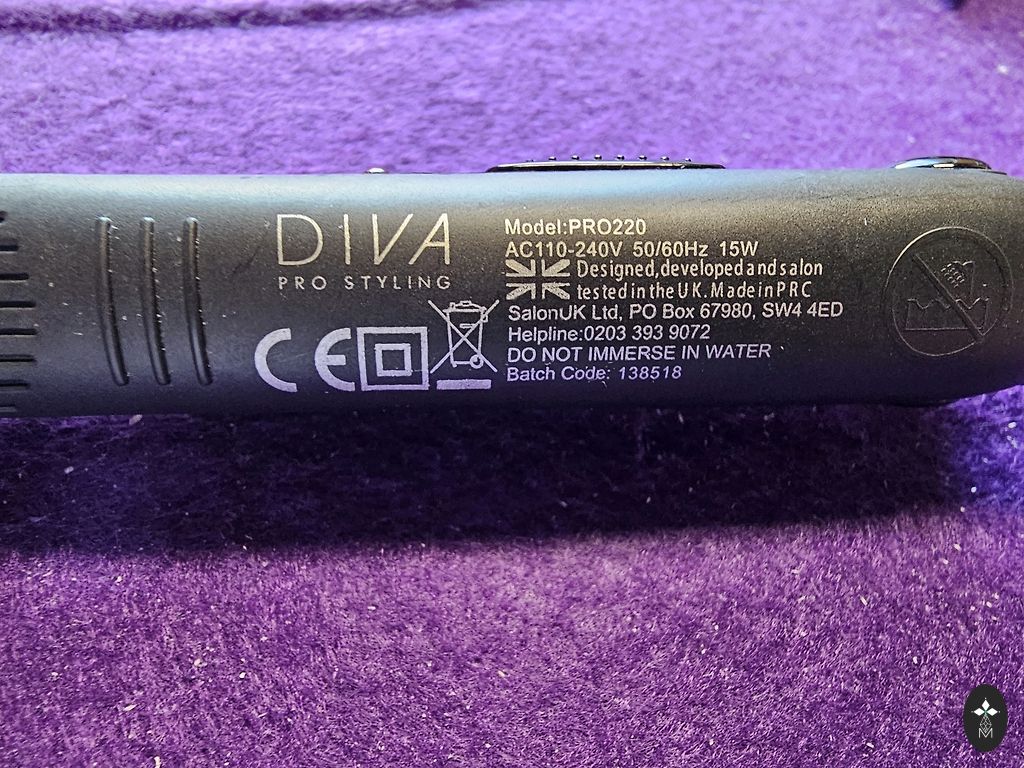 DIVA
PRO STYLING
Model:PRO220
AC110-240V 50/60Hz 15W
Designed,developed and salon
tested in the UK. Made in PRC
SalonUK Ltd, PO Box 67980, SW4 4ED
Helpline:0203 393 9072
DO NOT IMMERSE IN WATER
Batch Code: 138518
CE
M